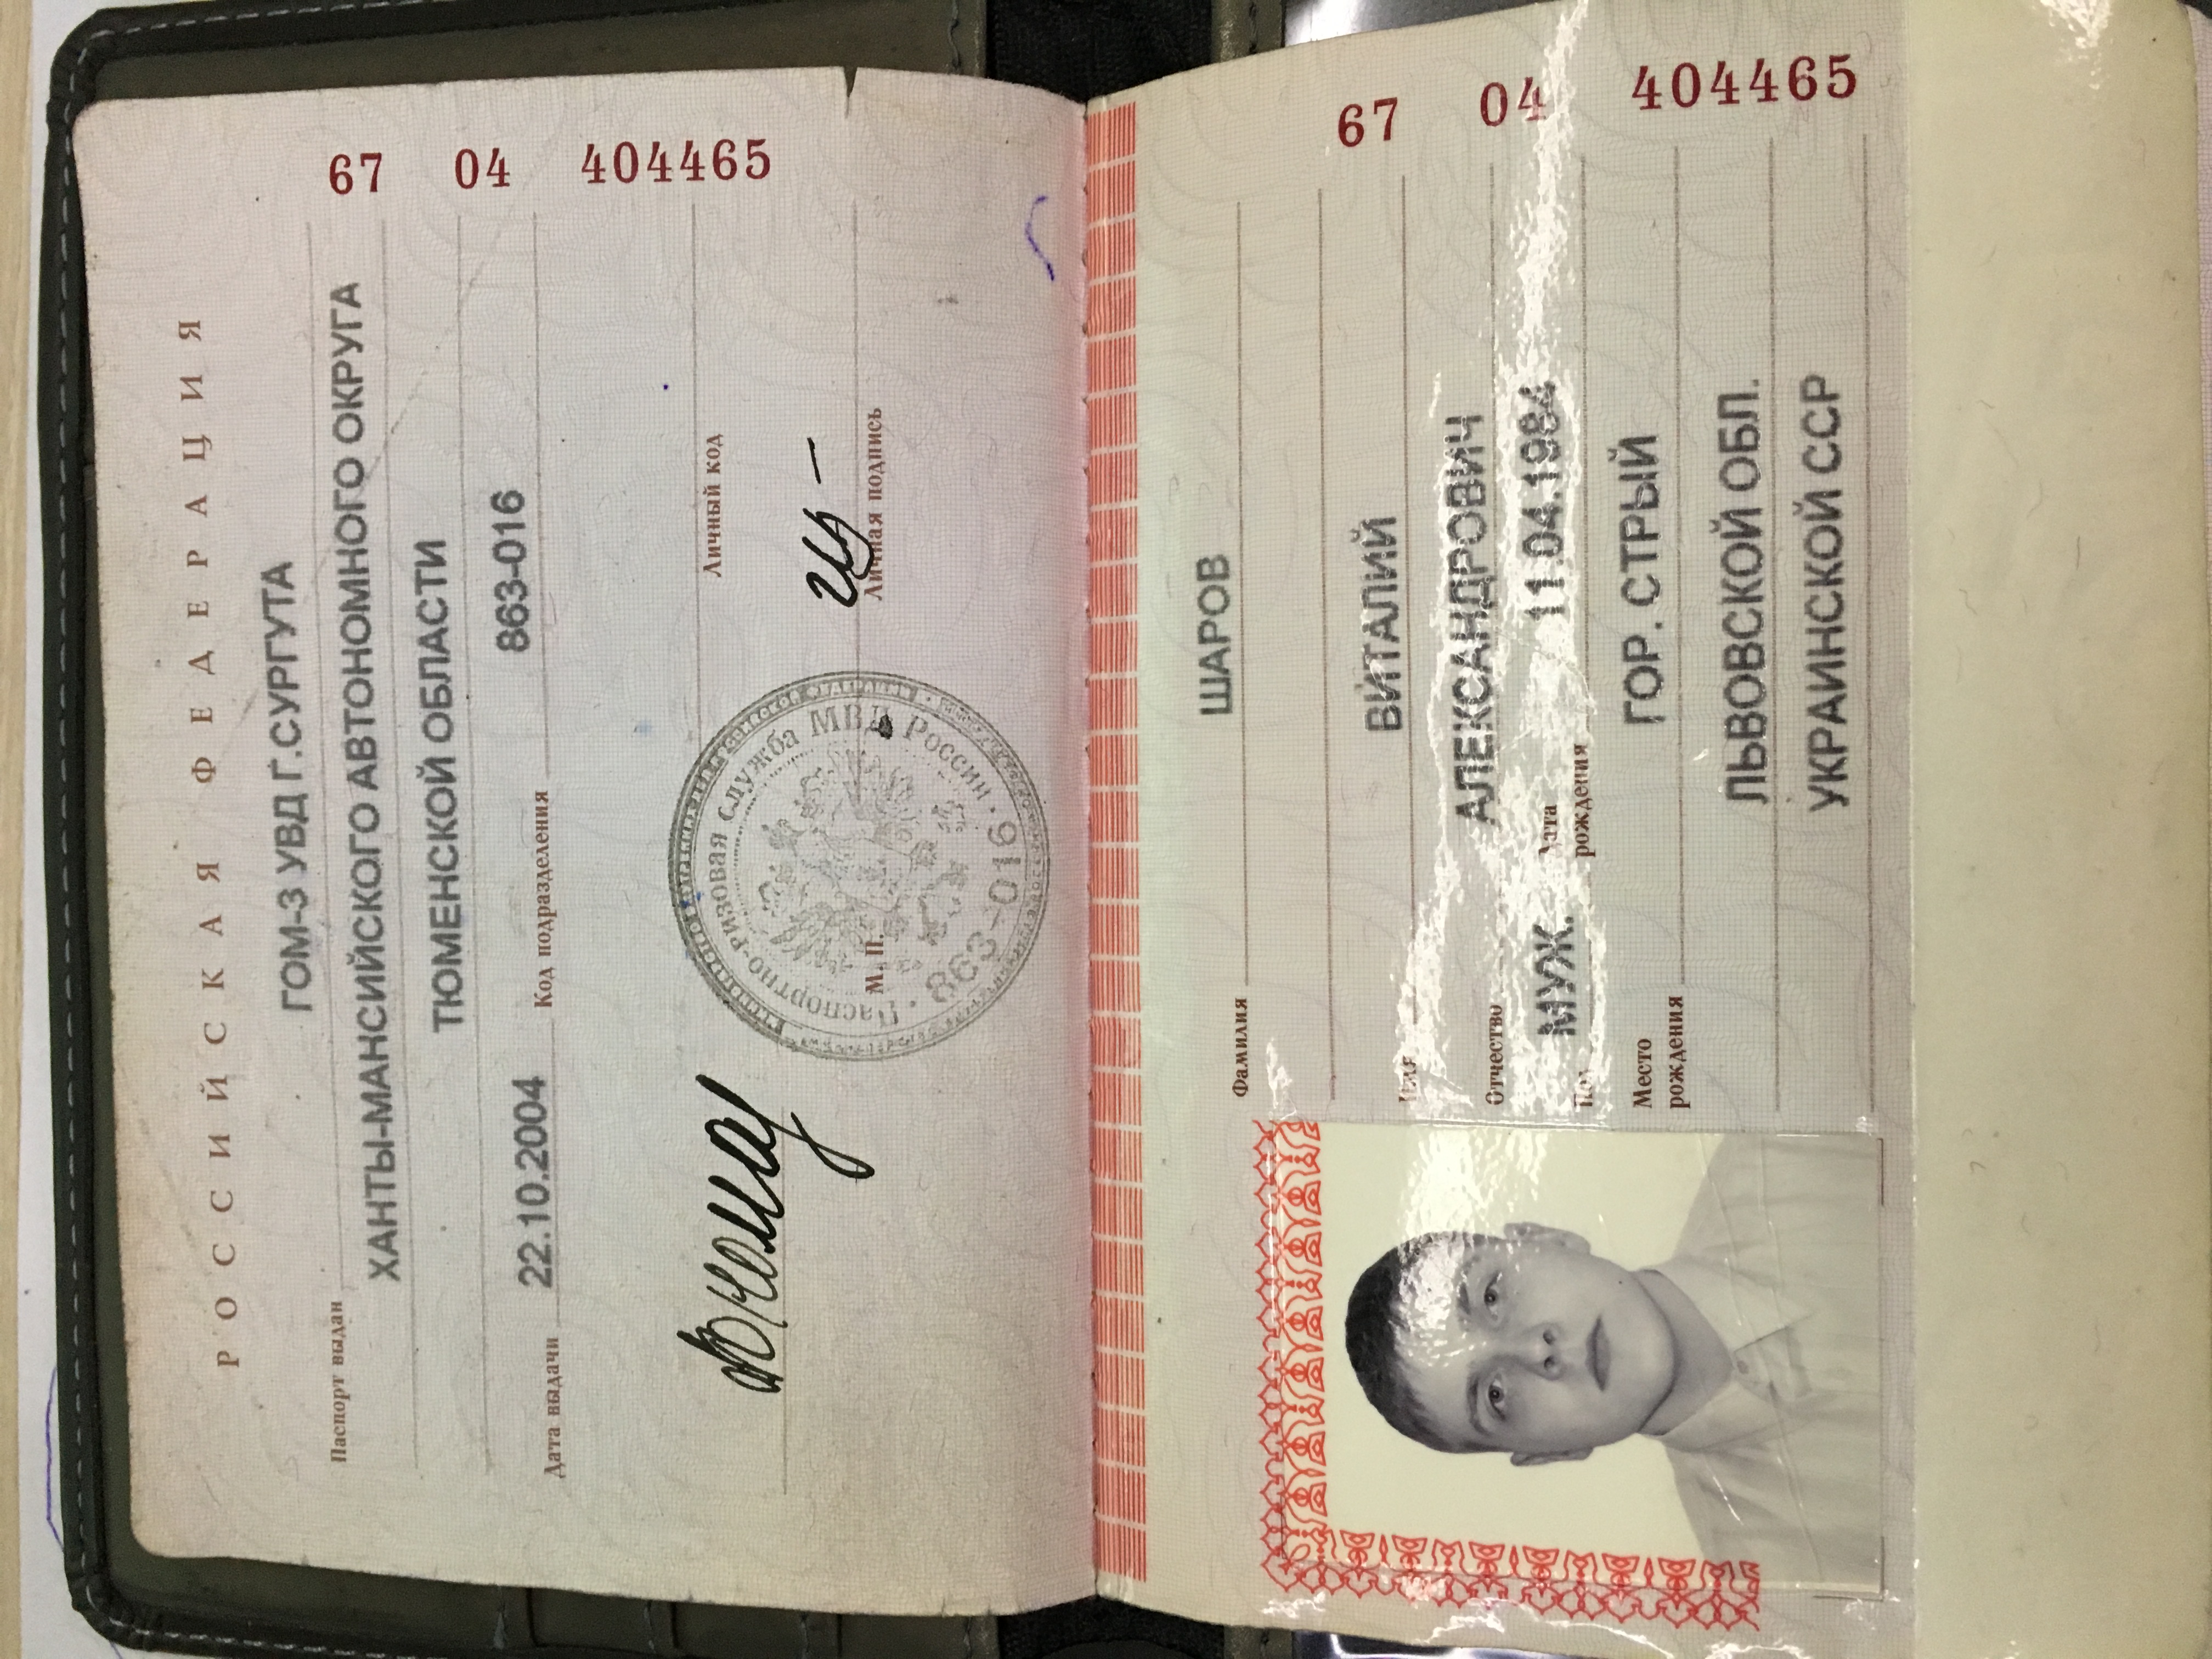 РОССИЙСКАЯ ФЕДЕРАЦИЯ
Паспорт выдан ГОМ-3 УВД Г.СУРГУТА
ХАНТЫ-МАНСИЙСКОГО АВТОНОМНОГО ОКРУГА
ТЮМЕНСКОЙ ОБЛАСТИ
Дата выдачи 22.10.2004 Код подразделения 863-016
67 04 404465
Личный код
Паспортно-визовая служба МВД России
863-016
М. П.
Личная подпись
Фамилия ШАРОВ
Имя ВИТАЛИЙ
Отчество АЛЕКСАНДРОВИЧ
Пол МУЖ. Дата рождения 11.04.1984
Место рождения ГОР. СТРЫЙ
ЛЬВОВСКОЙ ОБЛ.
УКРАИНСКОЙ ССР
67 04 404465